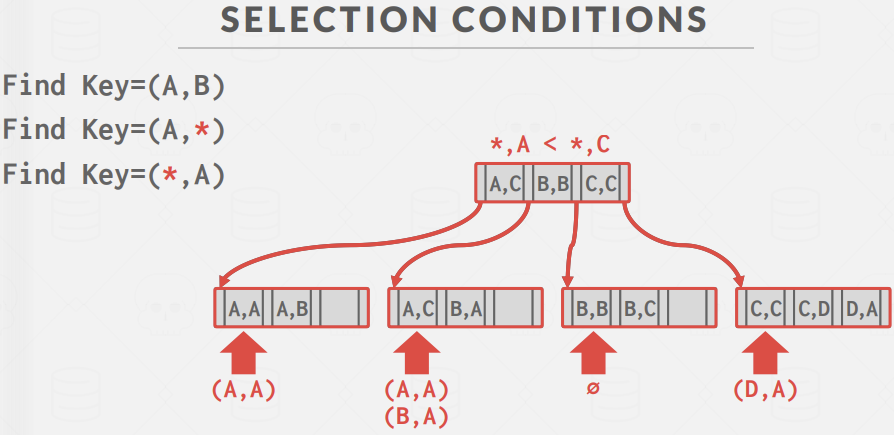 SELECTION CONDITIONS
Find Key=(A,B)
Find Key=(A,*)
Find Key=(*,A)
*,A < *,C
A,C B,B C,C
A,A A,B
A,C B,A
B,B B,C
C,C C,D D,A
(A,A)
(A,A)
(B,A)
∅
(D,A)